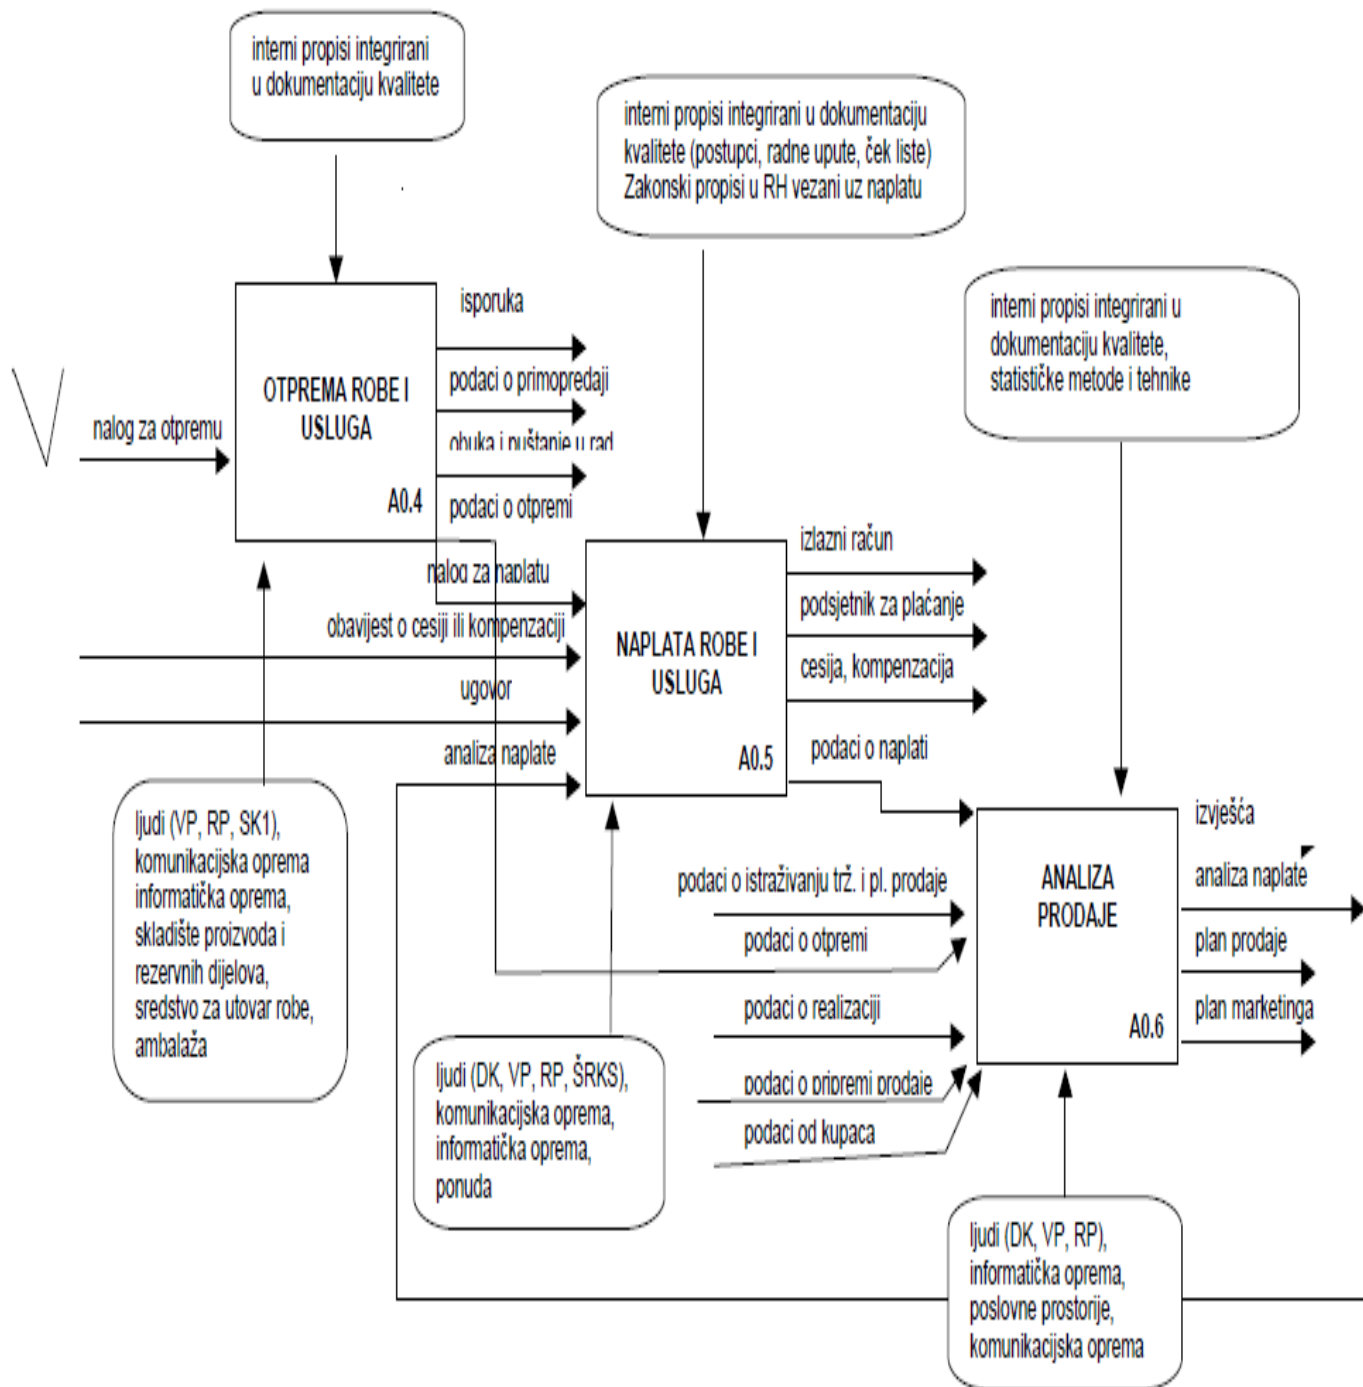 interni propisi integrirani
u dokumentaciju kvalitete
interni propisi integrirani u dokumentaciju
kvalitete (postupci, radne upute, ček liste)
Zakonski propisi u RH vezani uz naplatu
interni propisi integrirani u
dokumentaciju kvalitete,
statističke metode i tehnike
nalog za otpremu
OTPREMA ROBE I
USLUGA
A0.4
isporuka
podaci o primopredaji
obuka i puštanje u rad
podaci o otpremi
nalog za naplatu
obavijest o cesiji ili kompenzaciji
ugovor
analiza naplate
NAPLATA ROBE I
USLUGA
A0.5
izlazni račun
podsjetnik za plaćanje
cesija, kompenzacija
podaci o naplati
ljudi (VP, RP, SK1),
komunikacijska oprema
informatička oprema,
skladište proizvoda i
rezervnih dijelova,
sredstvo za utovar robe,
ambalaža
podaci o istraživanju trž. i pl. prodaje
podaci o otpremi
podaci o realizaciji
podaci o pripremi prodaje
podaci od kupaca
ANALIZA
PRODAJE
A0.6
izvješća
analiza naplate
plan prodaje
plan marketinga
ljudi (DK, VP, RP, ŠRKS),
komunikacijska oprema,
informatička oprema,
ponuda
ljudi (DK, VP, RP),
informatička oprema,
poslovne prostorije,
komunikacijska oprema